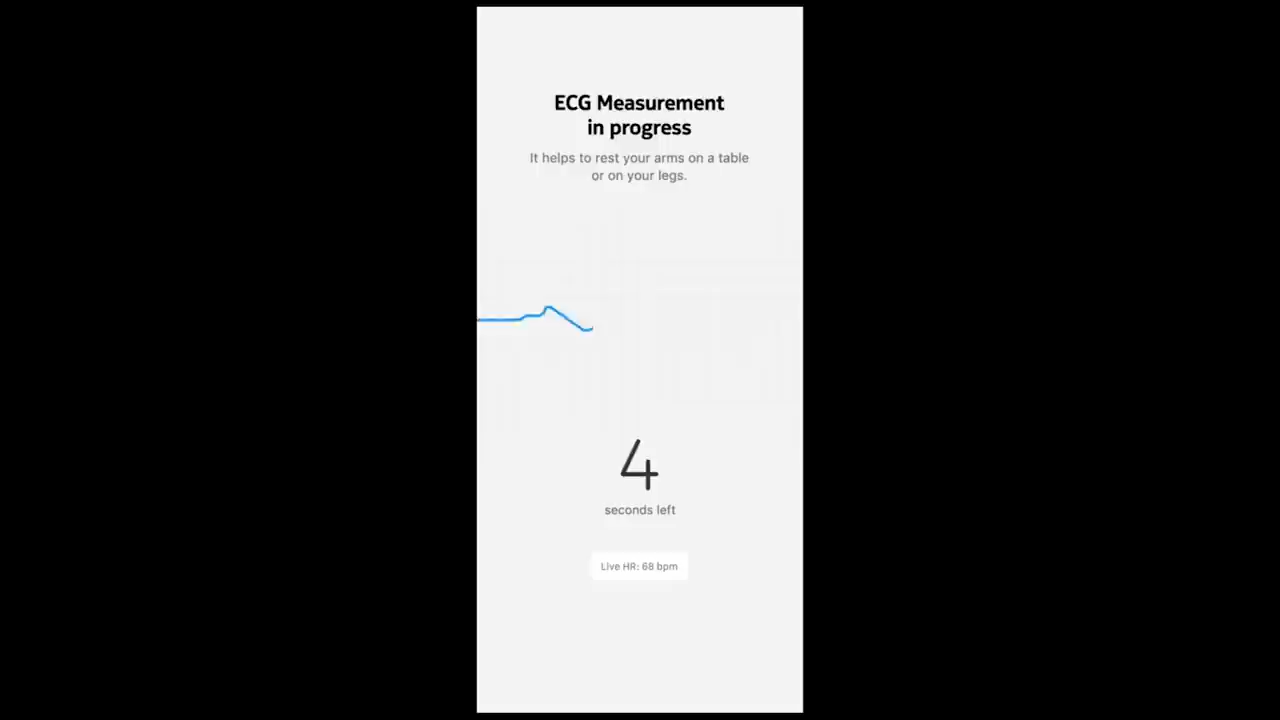 ECG Measurement
in progress
It helps to rest your arms on a table
or on your legs.
4
seconds left
Live HR: 68 bpm